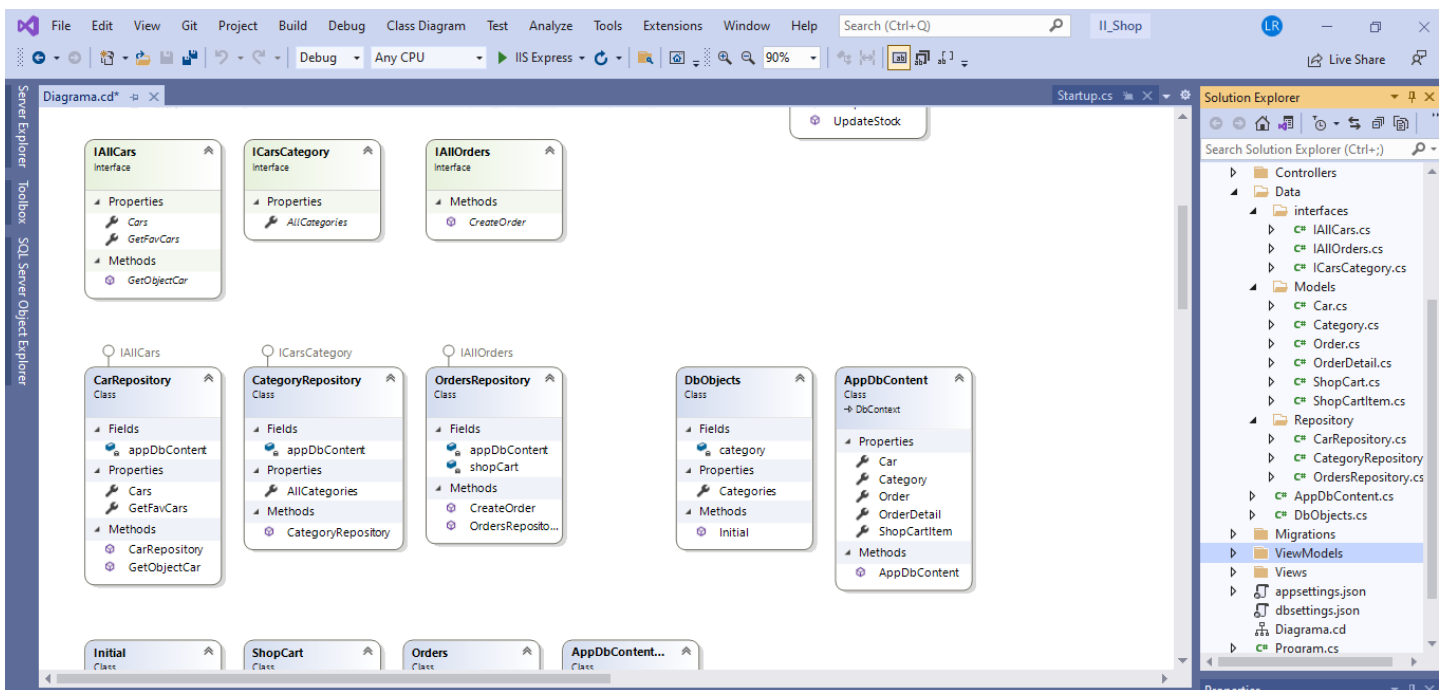 File Edit View Git Project Build Debug Class Diagram Test Analyze Tools Extensions Window Help Search (Ctrl+Q) II_Shop LR
Debug Any CPU IIS Express 90% Live Share
Server Explorer
Toolbox
SQL Server Object Explorer
Diagrama.cd*
Startup.cs
UpdateStock
IAllCars
Interface
Properties
Cars
GetFavCars
Methods
GetObjectCar
ICarsCategory
Interface
Properties
AllCategories
IAllOrders
Interface
Methods
CreateOrder
IAllCars
CarRepository
Class
Fields
appDbContent
Properties
Cars
GetFavCars
Methods
CarRepository
GetObjectCar
ICarsCategory
CategoryRepository
Class
Fields
appDbContent
Properties
AllCategories
Methods
CategoryRepository
IAllOrders
OrdersRepository
Class
Fields
appDbContent
shopCart
Methods
CreateOrder
OrdersReposito...
DbObjects
Class
Fields
category
Properties
Categories
Methods
Initial
AppDbContent
Class
DbContext
Properties
Car
Category
Order
OrderDetail
ShopCartItem
Methods
AppDbContent
Initial
Class
ShopCart
Class
Orders
Class
AppDbContent...
Class
Solution Explorer
Search Solution Explorer (Ctrl+;)
Controllers
Data
interfaces
C# IAllCars.cs
C# IAllOrders.cs
C# ICarsCategory.cs
Models
C# Car.cs
C# Category.cs
C# Order.cs
C# OrderDetail.cs
C# ShopCart.cs
C# ShopCartItem.cs
Repository
C# CarRepository.cs
C# CategoryRepository
C# OrdersRepository.cs
C# AppDbContent.cs
C# DbObjects.cs
Migrations
ViewModels
Views
appsettings.json
dbsettings.json
Diagrama.cd
C# Program.cs
Properties